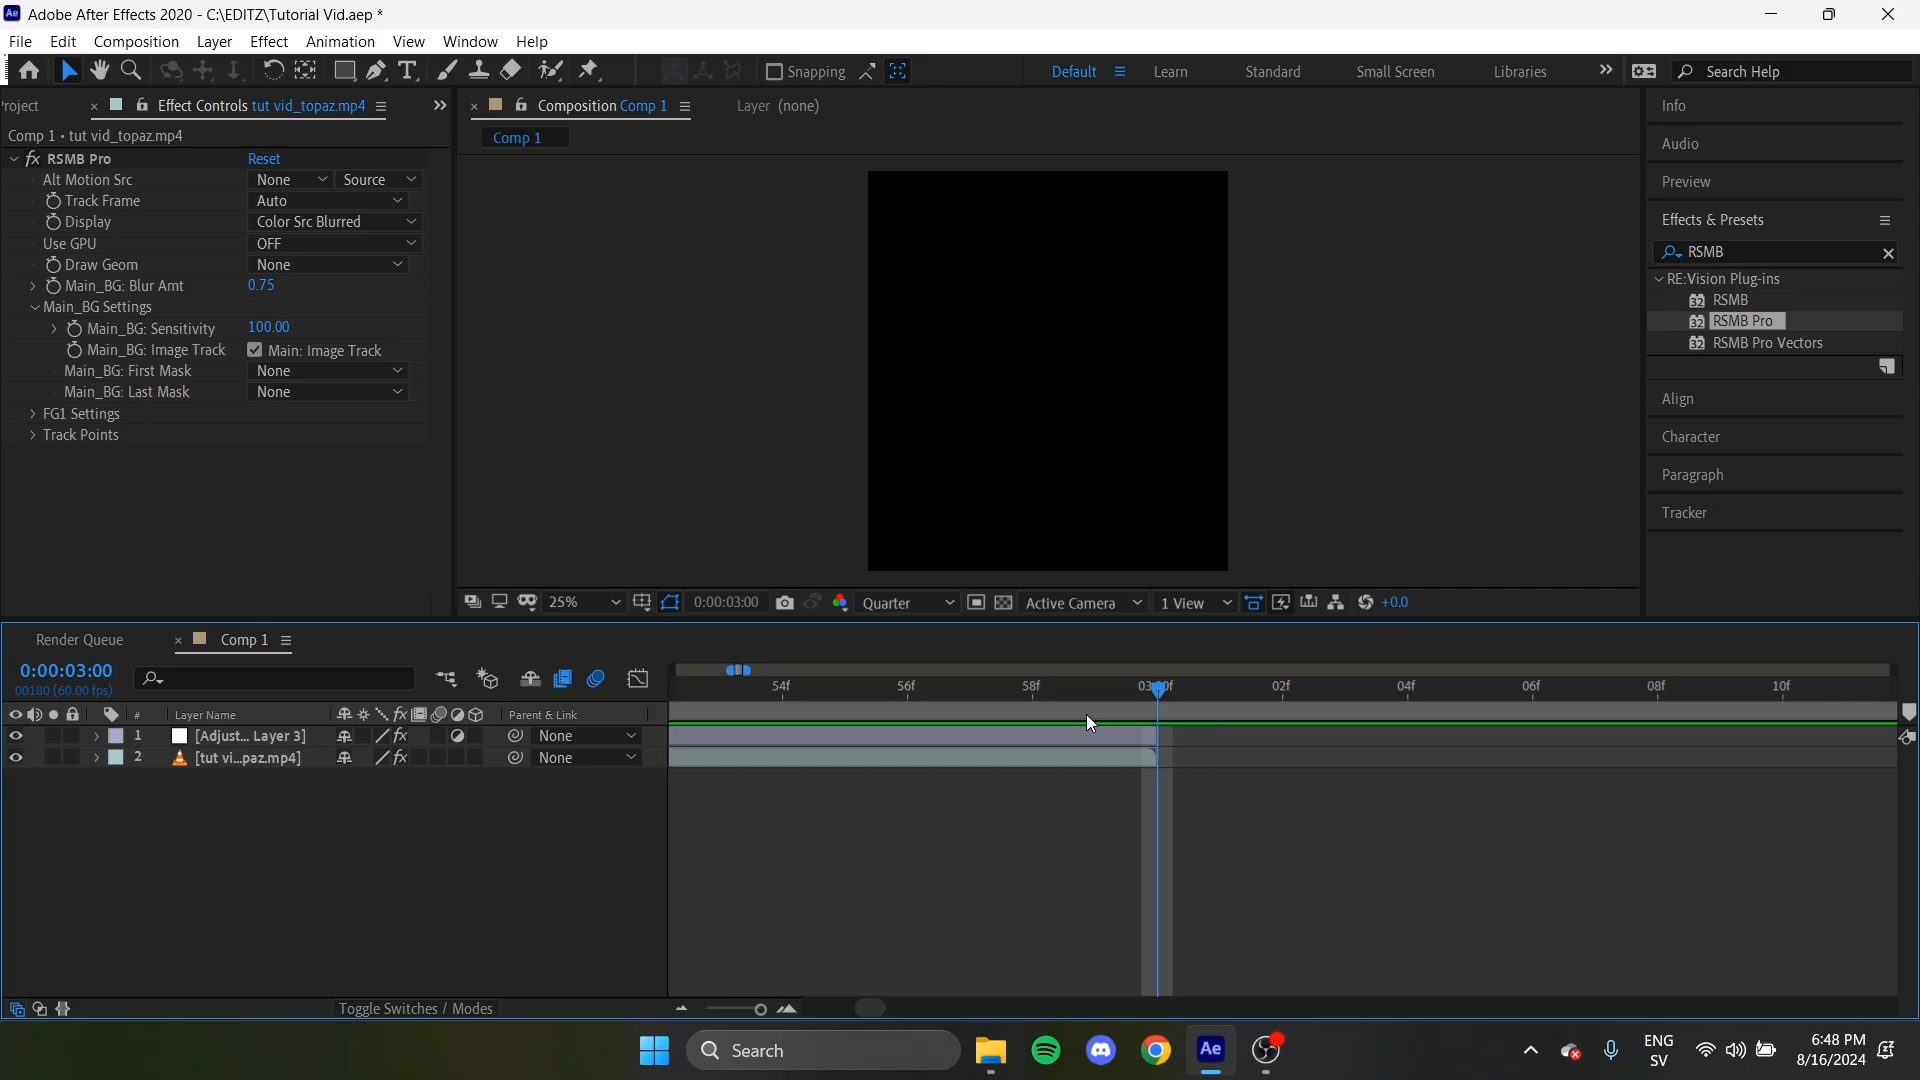 Ae Adobe After Effects 2020 - C:\EDITZ\Tutorial Vid.aep *
File Edit Composition Layer Effect Animation View Window Help
Snapping Default Learn Standard Small Screen Libraries Search Help
roject Effect Controls tut vid_topaz.mp4
Composition Comp 1 Layer (none)
Comp 1 • tut vid_topaz.mp4
Comp 1
fx RSMB Pro Reset
Alt Motion Src None Source
Track Frame Auto
Display Color Src Blurred
Use GPU OFF
Draw Geom None
Main_BG: Blur Amt 0.75
Main_BG Settings
Main_BG: Sensitivity 100.00
Main_BG: Image Track Main: Image Track
Main_BG: First Mask None
Main_BG: Last Mask None
FG1 Settings
Track Points
25% 0:00:03:00 Quarter Active Camera 1 View +0.0
Info
Audio
Preview
Effects & Presets
RSMB
RE:Vision Plug-ins
32 RSMB
32 RSMB Pro
32 RSMB Pro Vectors
Align
Character
Paragraph
Tracker
Render Queue Comp 1
0:00:03:00
00180 (60.00 fps)
54f 56f 58f 02f 04f 06f 08f 10f
# Layer Name fx Parent & Link
1 [Adjust... Layer 3] fx None
2 [tut vi...paz.mp4] fx None
Toggle Switches / Modes
Search
Ae
ENG
SV
6:48 PM
8/16/2024